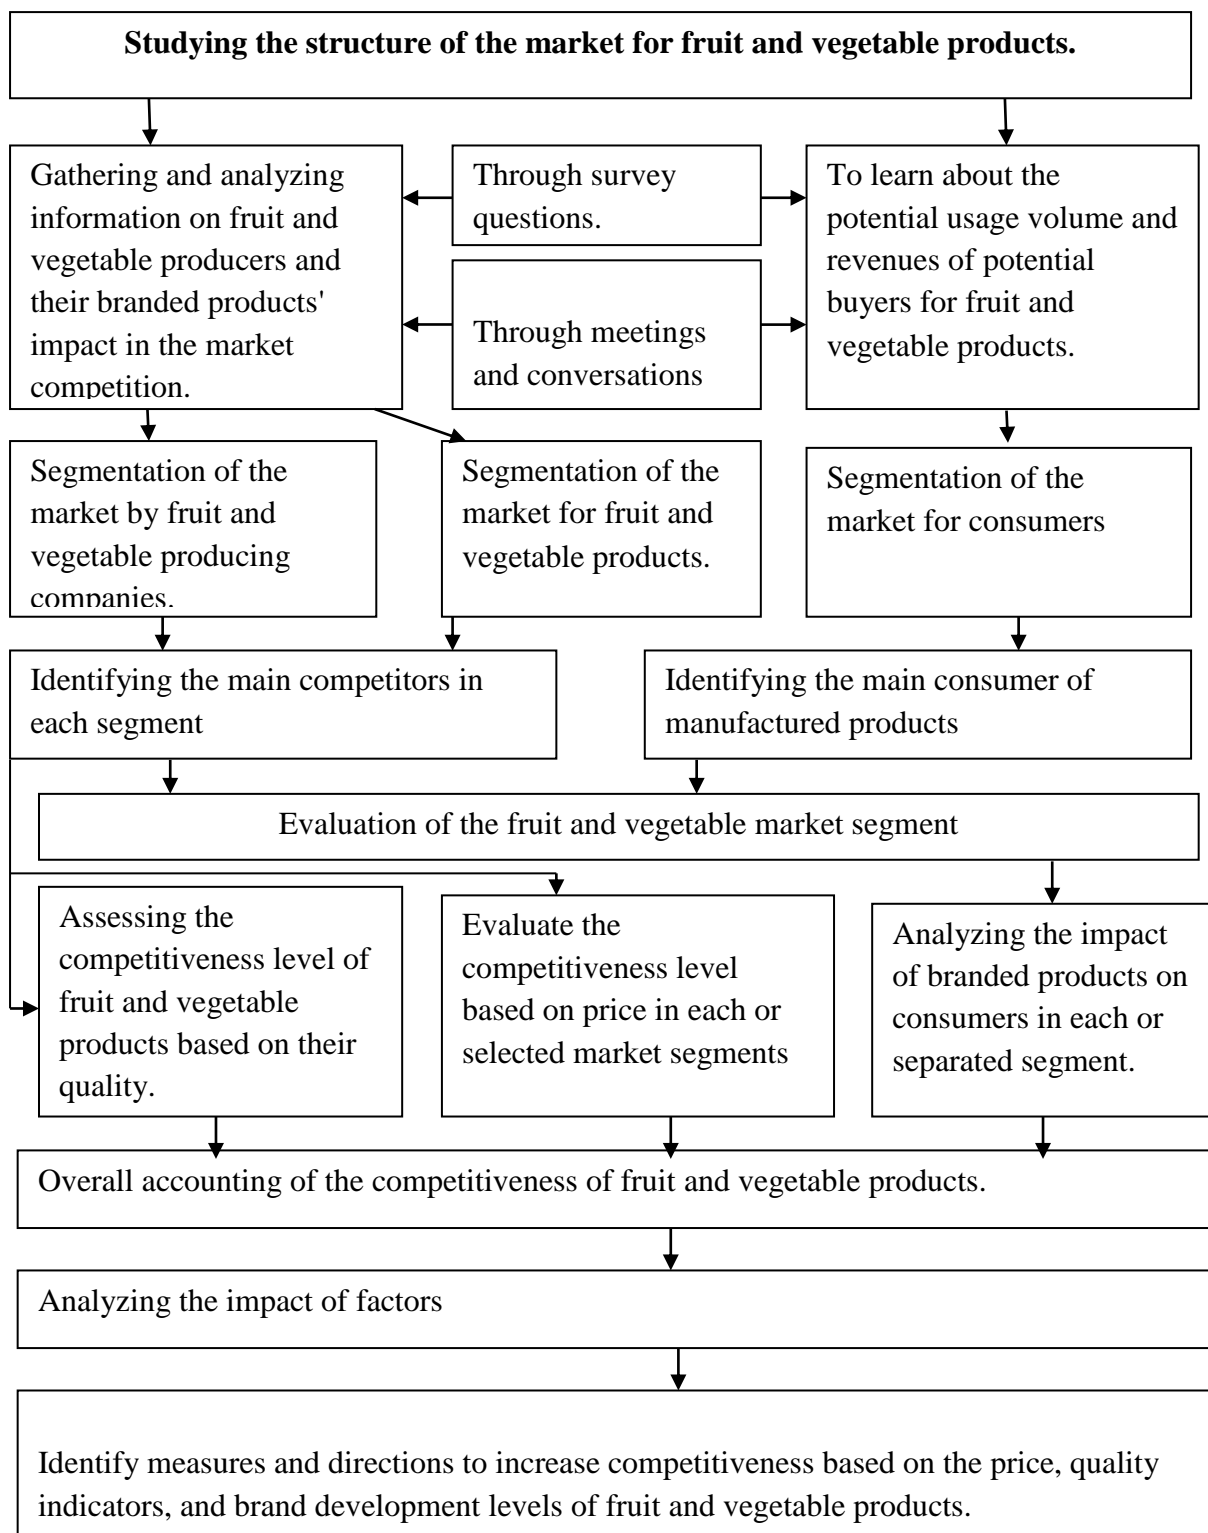 Studying the structure of the market for fruit and vegetable products.
Gathering and analyzing
information on fruit and
vegetable producers and
their branded products'
impact in the market
competition.
Through survey
questions.
Through meetings
and conversations
To learn about the
potential usage volume and
revenues of potential
buyers for fruit and
vegetable products.
Segmentation of the
market by fruit and
vegetable producing
companies.
Segmentation of the
market for fruit and
vegetable products.
Segmentation of the
market for consumers
Identifying the main competitors in
each segment
Identifying the main consumer of
manufactured products
Evaluation of the fruit and vegetable market segment
Assessing the
competitiveness level of
fruit and vegetable
products based on their
quality.
Evaluate the
competitiveness level
based on price in each or
selected market segments
Analyzing the impact
of branded products on
consumers in each or
separated segment.
Overall accounting of the competitiveness of fruit and vegetable products.
Analyzing the impact of factors
Identify measures and directions to increase competitiveness based on the price, quality
indicators, and brand development levels of fruit and vegetable products.